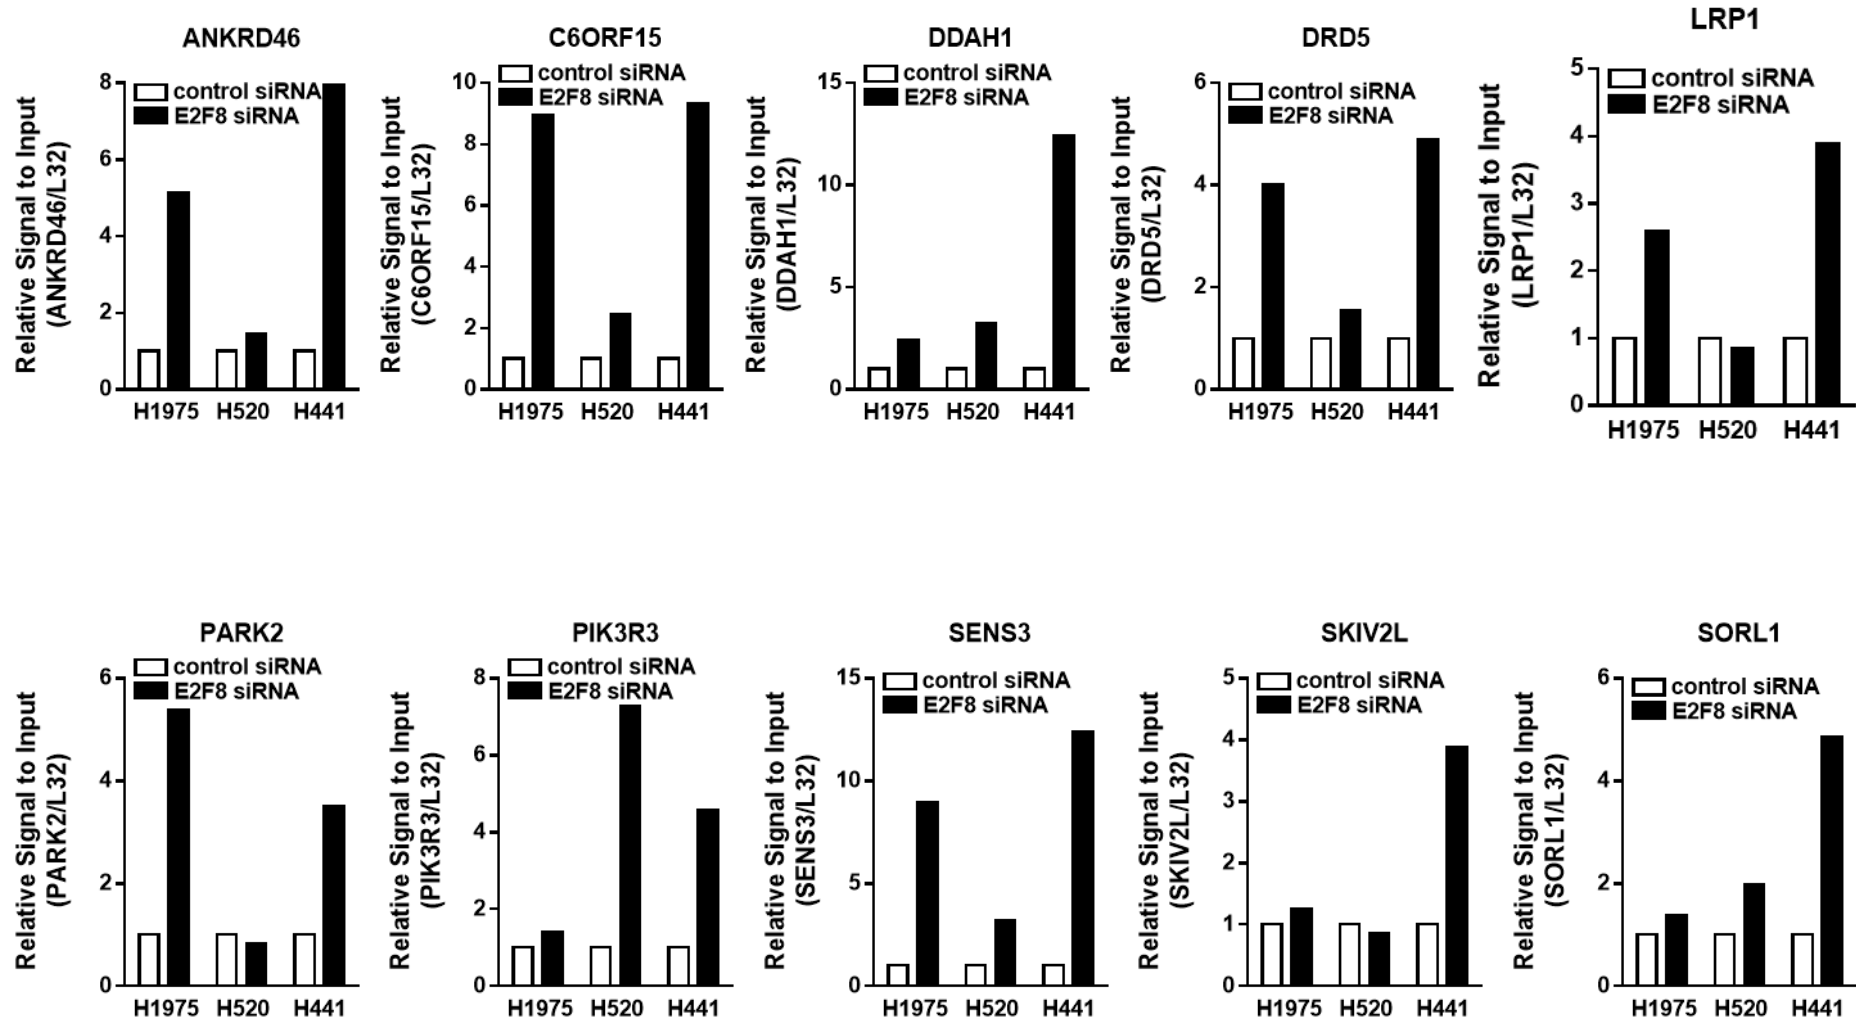 ANKRD46
control siRNA
E2F8 siRNA
Relative Signal to Input
(ANKRD46/L32)
8
6
4
2
0
H1975 H520 H441
C6ORF15
control siRNA
E2F8 siRNA
Relative Signal to Input
(C6ORF15/L32)
10
8
6
4
2
0
H1975 H520 H441
DDAH1
control siRNA
E2F8 siRNA
Relative Signal to Input
(DDAH1/L32)
15
10
5
0
H1975 H520 H441
DRD5
control siRNA
E2F8 siRNA
Relative Signal to Input
(DRD5/L32)
6
4
2
0
H1975 H520 H441
LRP1
control siRNA
E2F8 siRNA
Relative Signal to Input
(LRP1/L32)
5
4
3
2
1
0
H1975 H520 H441
PARK2
control siRNA
E2F8 siRNA
Relative Signal to Input
(PARK2/L32)
6
4
2
0
H1975 H520 H441
PIK3R3
control siRNA
E2F8 siRNA
Relative Signal to Input
(PIK3R3/L32)
8
6
4
2
0
H1975 H520 H441
SENS3
control siRNA
E2F8 siRNA
Relative Signal to Input
(SENS3/L32)
15
10
5
0
H1975 H520 H441
SKIV2L
control siRNA
E2F8 siRNA
Relative Signal to Input
(SKIV2L/L32)
5
4
3
2
1
0
H1975 H520 H441
SORL1
control siRNA
E2F8 siRNA
Relative Signal to Input
(SORL1/L32)
6
4
2
0
H1975 H520 H441